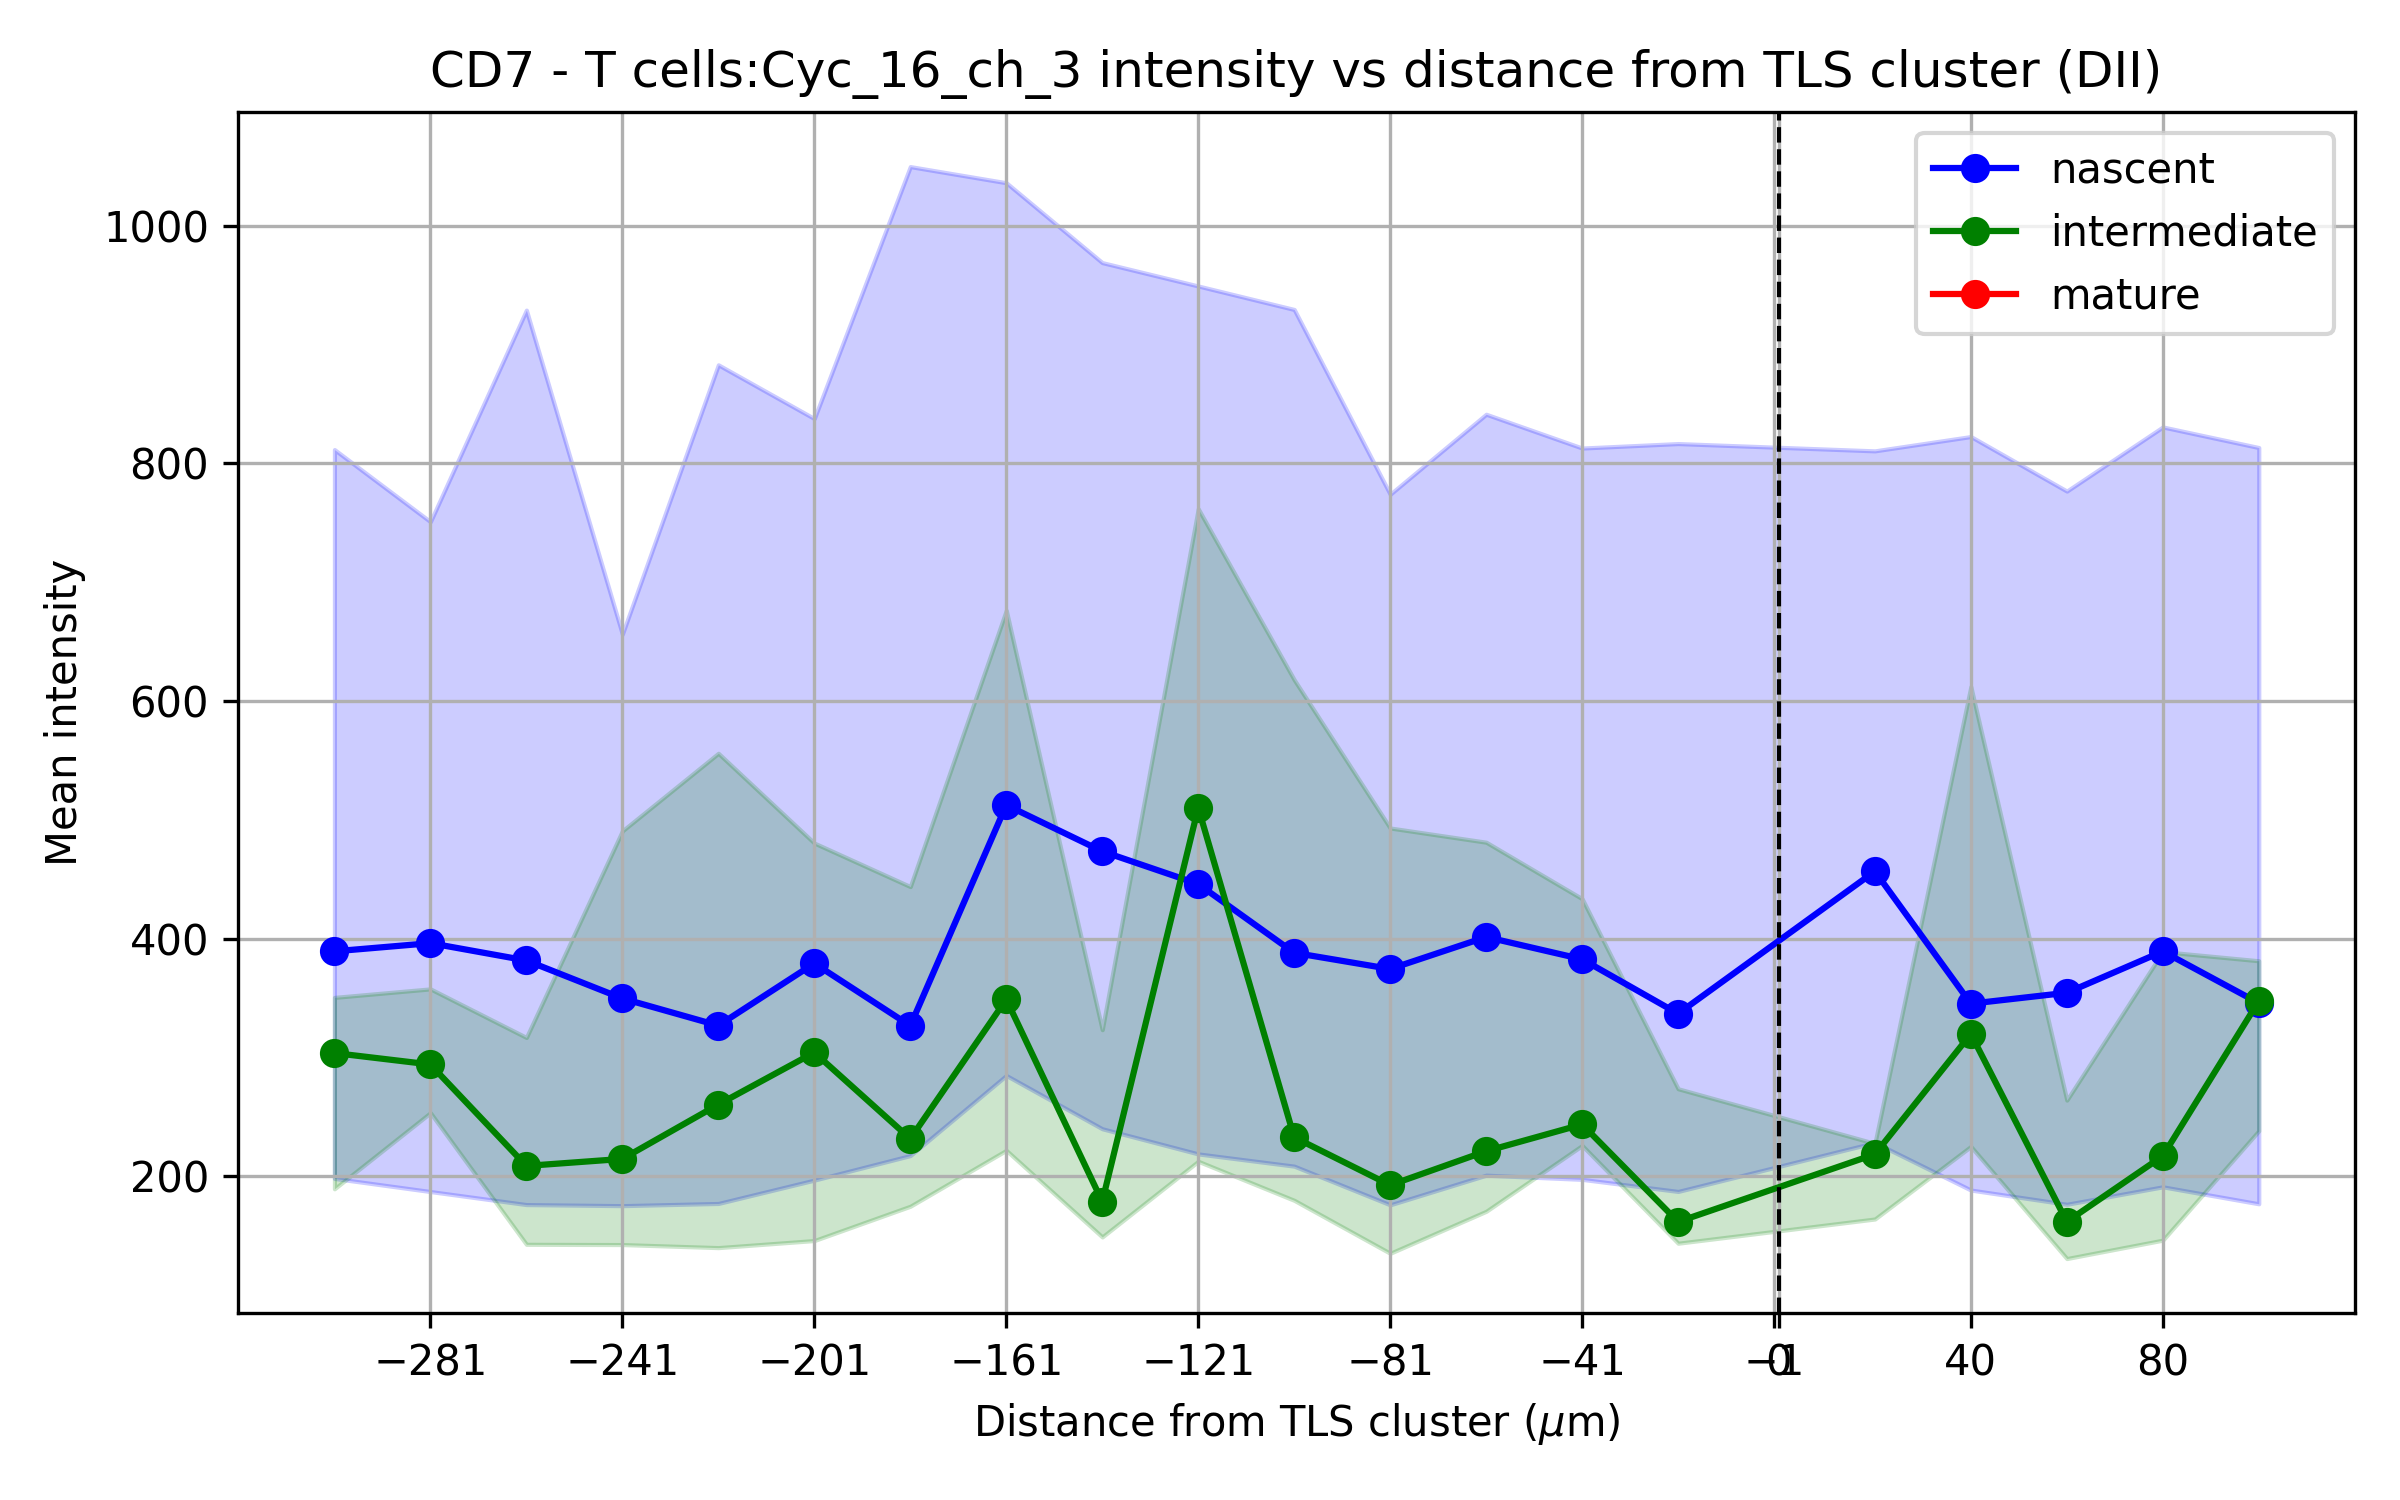 CD7 - T cells:Cyc_16_ch_3 intensity vs distance from TLS cluster (DII)
nascent
intermediate
mature
1000
800
600
400
200
Mean intensity
−281 −241 −201 −161 −121 −81 −41 −1 0 40 80
Distance from TLS cluster (μm)